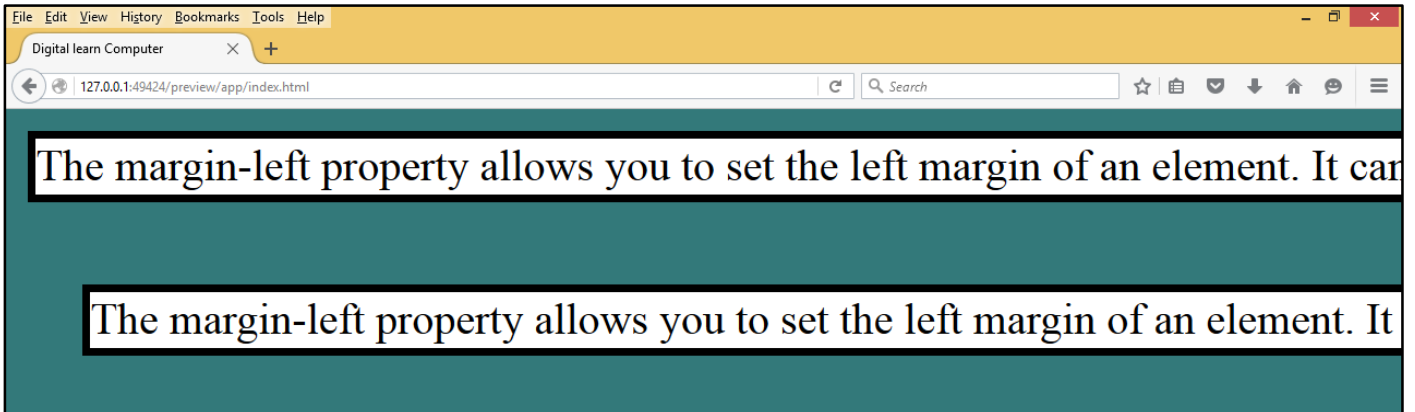 File Edit View History Bookmarks Tools Help
Digital learn Computer
127.0.0.1:49424/preview/app/index.html Search
The margin-left property allows you to set the left margin of an element. It can
The margin-left property allows you to set the left margin of an element. It